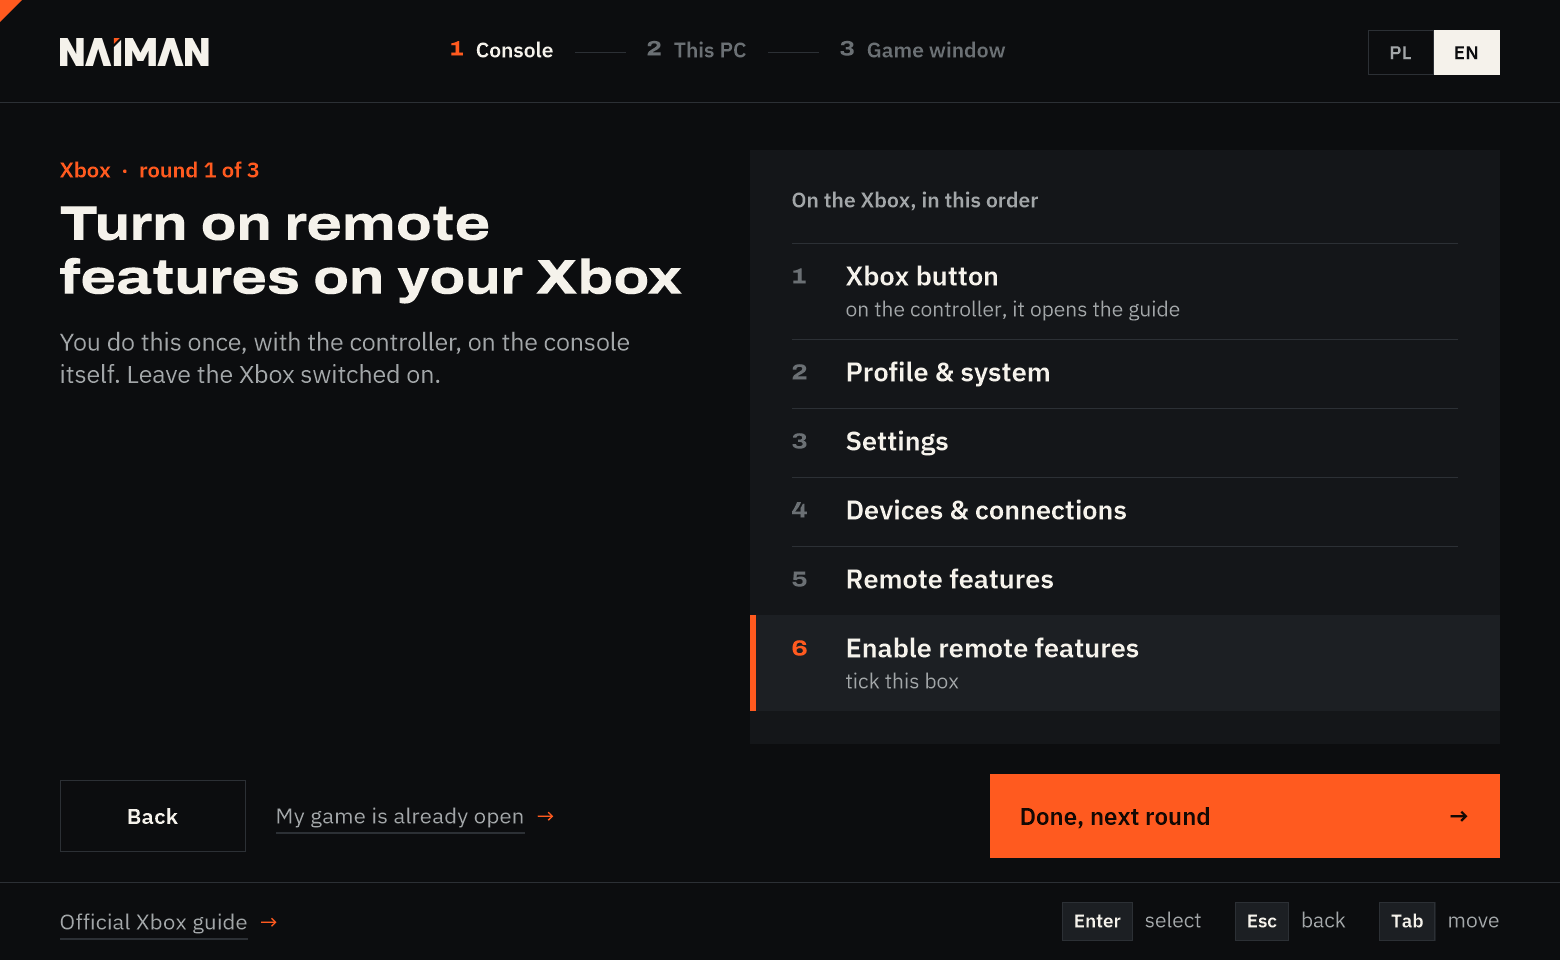 NAIMAN
1 Console
2 This PC
3 Game window
PL EN
Xbox · round 1 of 3
Turn on remote
features on your Xbox
You do this once, with the controller, on the console
itself. Leave the Xbox switched on.
On the Xbox, in this order
1 Xbox button
on the controller, it opens the guide
2 Profile & system
3 Settings
4 Devices & connections
5 Remote features
6 Enable remote features
tick this box
Back
My game is already open →
Done, next round →
Official Xbox guide →
Enter select
Esc back
Tab move